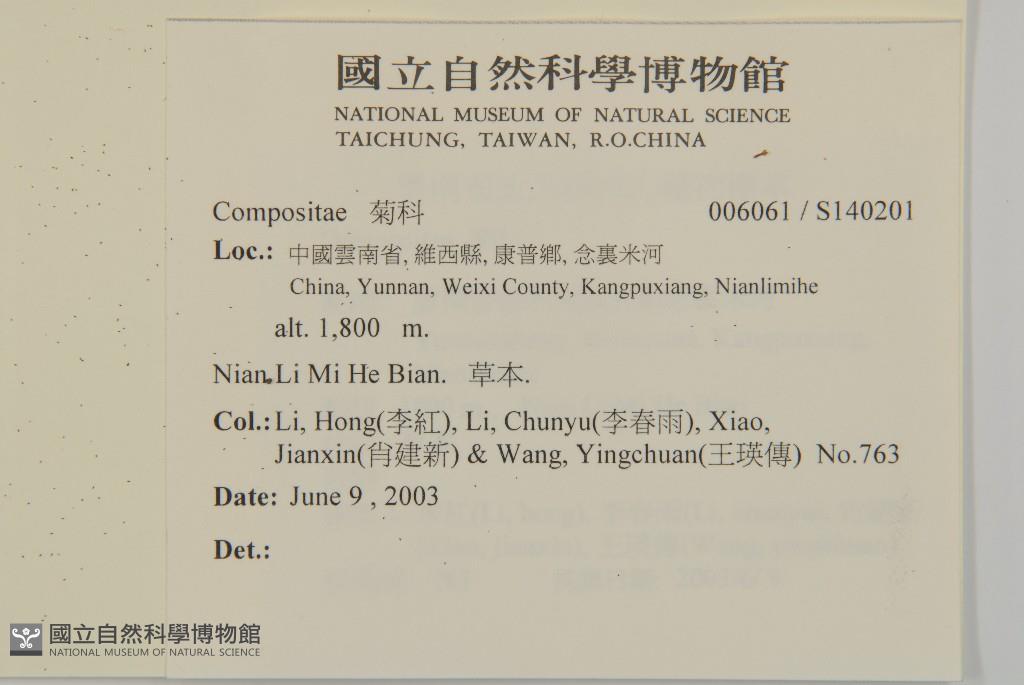 國立自然科學博物館
NATIONAL MUSEUM OF NATURAL SCIENCE
TAICHUNG, TAIWAN, R.O.CHINA
Compositae 菊科 006061 / S140201
Loc.: 中國雲南省, 維西縣, 康普鄉, 念裏米河
China, Yunnan, Weixi County, Kangpuxiang, Nianlimihe
alt. 1,800 m.
Nian Li Mi He Bian. 草本.
Col.: Li, Hong(李紅), Li, Chunyu(李春雨), Xiao,
Jianxin(肖建新) & Wang, Yingchuan(王瑛傳) No.763
Date: June 9 , 2003
Det.:
國立自然科學博物館
NATIONAL MUSEUM OF NATURAL SCIENCE